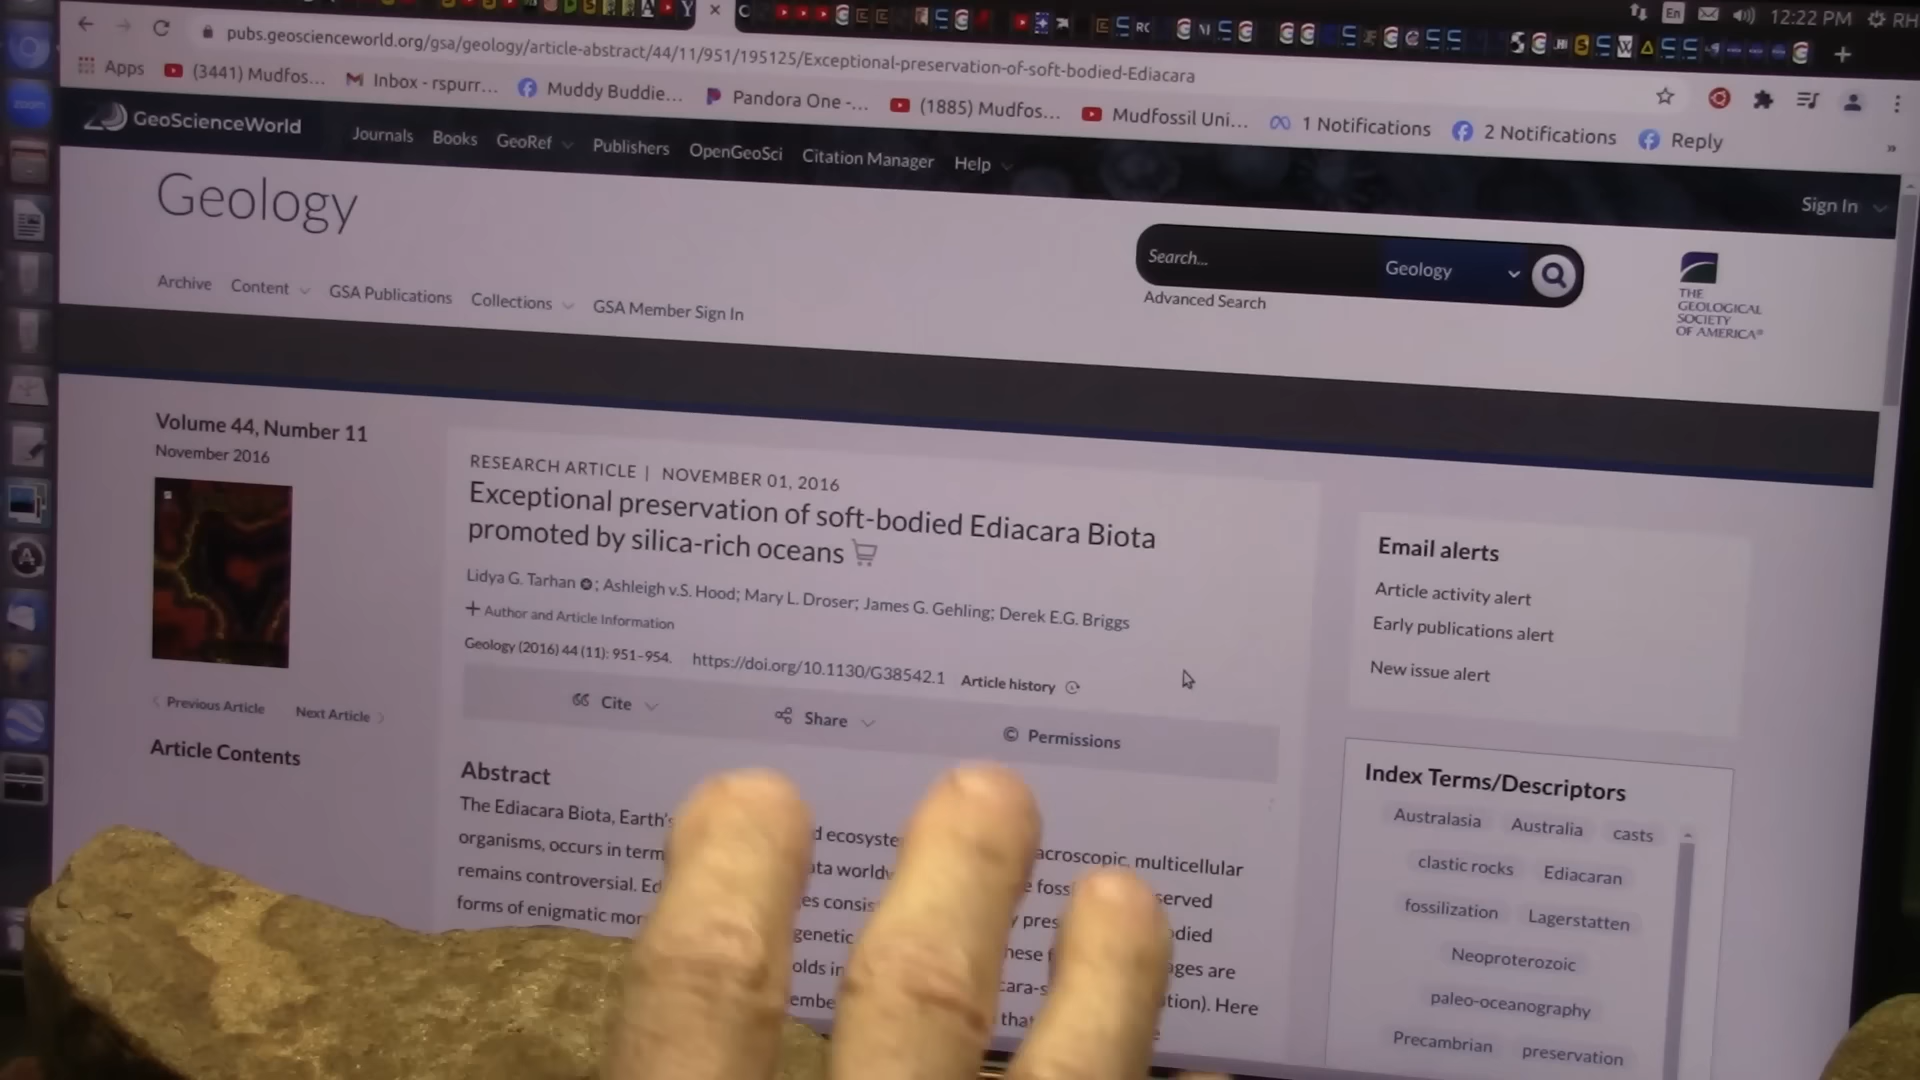 En 12:22 PM RH
pubs.geoscienceworld.org/gsa/geology/article-abstract/44/11/951/195125/Exceptional-preservation-of-soft-bodied-Ediacara
Apps (3441) Mudfos... Inbox - rspurr... Muddy Buddie... Pandora One -... (1885) Mudfos... Mudfossil Uni... 1 Notifications 2 Notifications Reply »
zoom
GeoScienceWorld Journals Books GeoRef Publishers OpenGeoSci Citation Manager Help
Sign In
Geology
Search... Geology
Advanced Search
THE
GEOLOGICAL
SOCIETY
OF AMERICA®
Archive Content GSA Publications Collections GSA Member Sign In
Volume 44, Number 11
November 2016
Previous Article Next Article
Article Contents
RESEARCH ARTICLE | NOVEMBER 01, 2016
Exceptional preservation of soft-bodied Ediacara Biota
promoted by silica-rich oceans
Lidya G. Tarhan; Ashleigh v.S. Hood; Mary L. Droser; James G. Gehling; Derek E.G. Briggs
+ Author and Article Information
Geology (2016) 44 (11): 951–954. https://doi.org/10.1130/G38542.1 Article history
Cite Share © Permissions
Abstract
The Ediacara Biota, Earth's d ecosyste acroscopic, multicellular
organisms, occurs in term ata worldw e foss served
remains controversial. Ed es consis y pres odied
forms of enigmatic mor genetic hese f ages are
olds in cara-s tion). Here
embe that
Email alerts
Article activity alert
Early publications alert
New issue alert
Index Terms/Descriptors
Australasia Australia casts
clastic rocks Ediacaran
fossilization Lagerstatten
Neoproterozoic
paleo-oceanography
Precambrian preservation